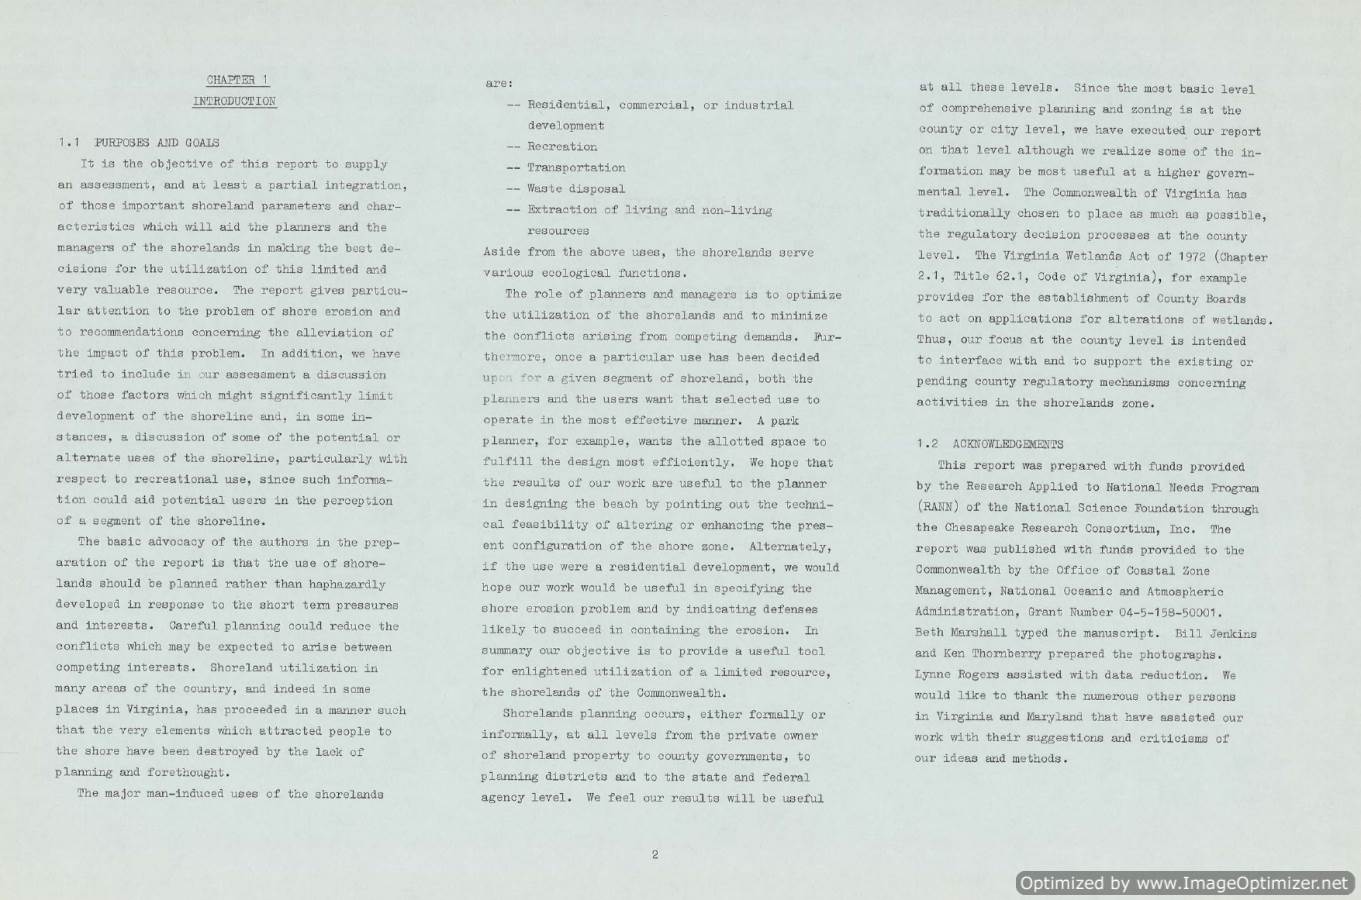 CHAPTER 1
INTRODUCTION
1.1 PURPOSES AND GOALS
It is the objective of this report to supply
an assessment, and at least a partial integration,
of those important shoreland parameters and char-
acteristics which will aid the planners and the
managers of the shorelands in making the best de-
cisions for the utilization of this limited and
very valuable resource. The report gives particu-
lar attention to the problem of shore erosion and
to recommendations concerning the alleviation of
the impact of this problem. In addition, we have
tried to include in our assessment a discussion
of those factors which might significantly limit
development of the shoreline and, in some in-
stances, a discussion of some of the potential or
alternate uses of the shoreline, particularly with
respect to recreational use, since such informa-
tion could aid potential users in the perception
of a segment of the shoreline.
The basic advocacy of the authors in the prep-
aration of the report is that the use of shore-
lands should be planned rather than haphazardly
developed in response to the short term pressures
and interests. Careful planning could reduce the
conflicts which may be expected to arise between
competing interests. Shoreland utilization in
many areas of the country, and indeed in some
places in Virginia, has proceeded in a manner such
that the very elements which attracted people to
the shore have been destroyed by the lack of
planning and forethought.
The major man-induced uses of the shorelands
are:
-- Residential, commercial, or industrial
development
-- Recreation
-- Transportation
-- Waste disposal
-- Extraction of living and non-living
resources
Aside from the above uses, the shorelands serve
various ecological functions.
The role of planners and managers is to optimize
the utilization of the shorelands and to minimize
the conflicts arising from competing demands. Fur-
thermore, once a particular use has been decided
upon for a given segment of shoreland, both the
planners and the users want that selected use to
operate in the most effective manner. A park
planner, for example, wants the allotted space to
fulfill the design most efficiently. We hope that
the results of our work are useful to the planner
in designing the beach by pointing out the techni-
cal feasibility of altering or enhancing the pres-
ent configuration of the shore zone. Alternately,
if the use were a residential development, we would
hope our work would be useful in specifying the
shore erosion problem and by indicating defenses
likely to succeed in containing the erosion. In
summary our objective is to provide a useful tool
for enlightened utilization of a limited resource,
the shorelands of the Commonwealth.
Shorelands planning occurs, either formally or
informally, at all levels from the private owner
of shoreland property to county governments, to
planning districts and to the state and federal
agency level. We feel our results will be useful
at all these levels. Since the most basic level
of comprehensive planning and zoning is at the
county or city level, we have executed our report
on that level although we realize some of the in-
formation may be most useful at a higher govern-
mental level. The Commonwealth of Virginia has
traditionally chosen to place as much as possible,
the regulatory decision processes at the county
level. The Virginia Wetlands Act of 1972 (Chapter
2.1, Title 62.1, Code of Virginia), for example
provides for the establishment of County Boards
to act on applications for alterations of wetlands.
Thus, our focus at the county level is intended
to interface with and to support the existing or
pending county regulatory mechanisms concerning
activities in the shorelands zone.
1.2 ACKNOWLEDGEMENTS
This report was prepared with funds provided
by the Research Applied to National Needs Program
(RANN) of the National Science Foundation through
the Chesapeake Research Consortium, Inc. The
report was published with funds provided to the
Commonwealth by the Office of Coastal Zone
Management, National Oceanic and Atmospheric
Administration, Grant Number 04-5-158-50001.
Beth Marshall typed the manuscript. Bill Jenkins
and Ken Thornberry prepared the photographs.
Lynne Rogers assisted with data reduction. We
would like to thank the numerous other persons
in Virginia and Maryland that have assisted our
work with their suggestions and criticisms of
our ideas and methods.
2
Optimized by www.ImageOptimizer.net